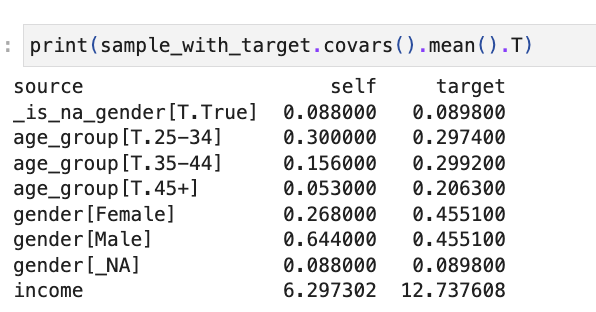 : print(sample_with_target.covars().mean().T)
source self target
_is_na_gender[T.True] 0.088000 0.089800
age_group[T.25-34] 0.300000 0.297400
age_group[T.35-44] 0.156000 0.299200
age_group[T.45+] 0.053000 0.206300
gender[Female] 0.268000 0.455100
gender[Male] 0.644000 0.455100
gender[_NA] 0.088000 0.089800
income 6.297302 12.737608